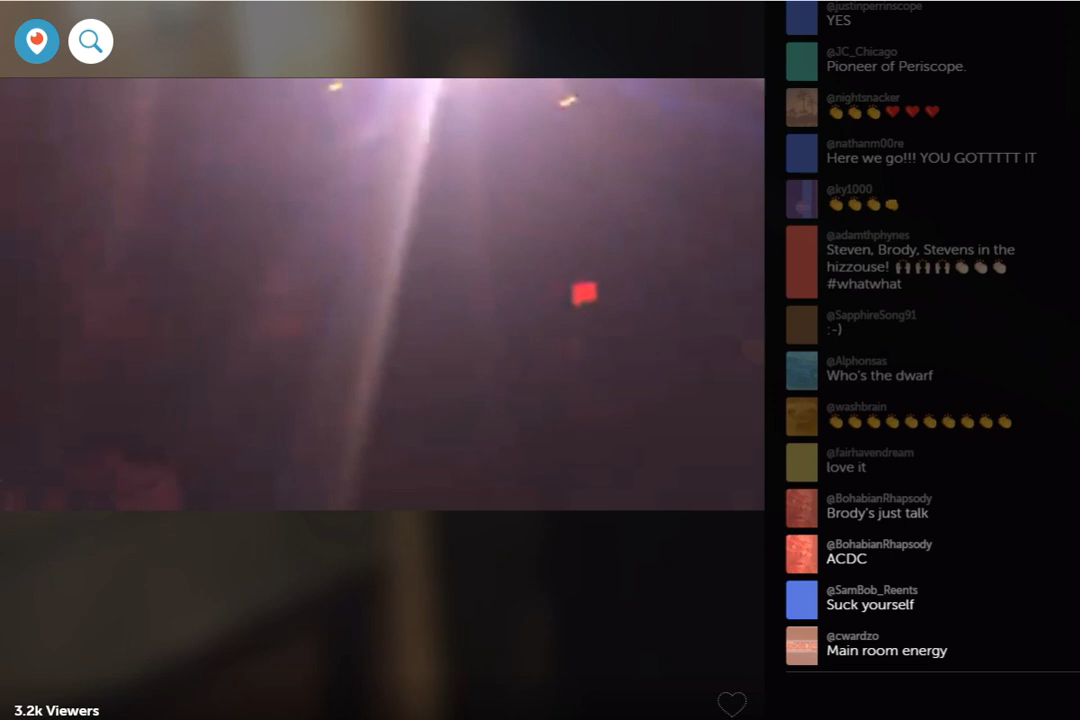 @justinperrinscope
YES
@JC_Chicago
Pioneer of Periscope.
@nightsnacker
@nathanm00re
Here we go!!! YOU GOTTTTT IT
@ky1000
@adamthphynes
Steven, Brody, Stevens in the
hizzouse!
#whatwhat
@SapphireSong91
:-)
@Alphonsas
Who's the dwarf
@washbrain
@fairhavendream
love it
@BohabianRhapsody
Brody's just talk
@BohabianRhapsody
ACDC
@SamBob_Reents
Suck yourself
@cwardzo
Main room energy
3.2k Viewers